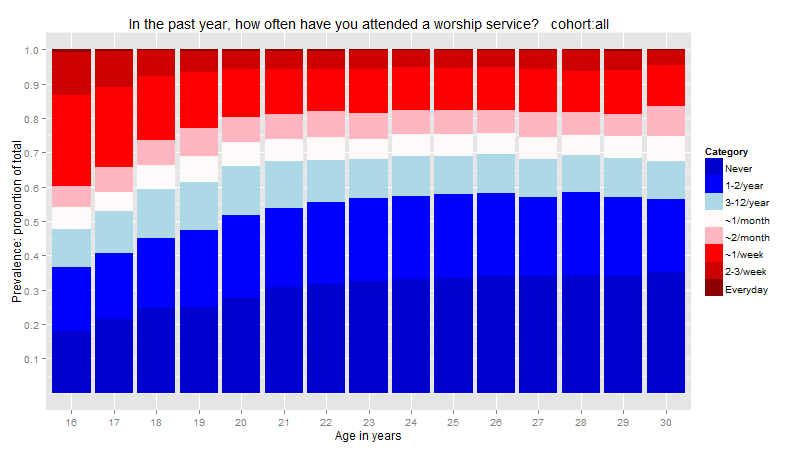 In the past year, how often have you attended a worship service?   cohort:all
Prevalence: proportion of total
1.0
0.9
0.8
0.7
0.6
0.5
0.4
0.3
0.2
0.1
16 17 18 19 20 21 22 23 24 25 26 27 28 29 30
Age in years
Category
Never
1-2/year
3-12/year
~1/month
~2/month
~1/week
2-3/week
Everyday